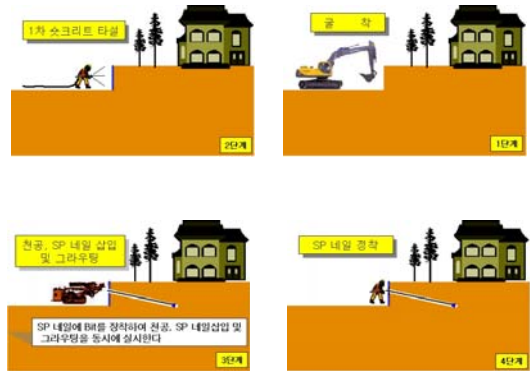 1차 숏크리트 타설
2단계
굴 착
1단계
천공, SP 네일 삽입
및 그라우팅
SP 네일에 Bit를 장착하여 천공, SP 네일삽입 및
그라우팅을 동시에 실시한다
3단계
SP 네일 정착
4단계